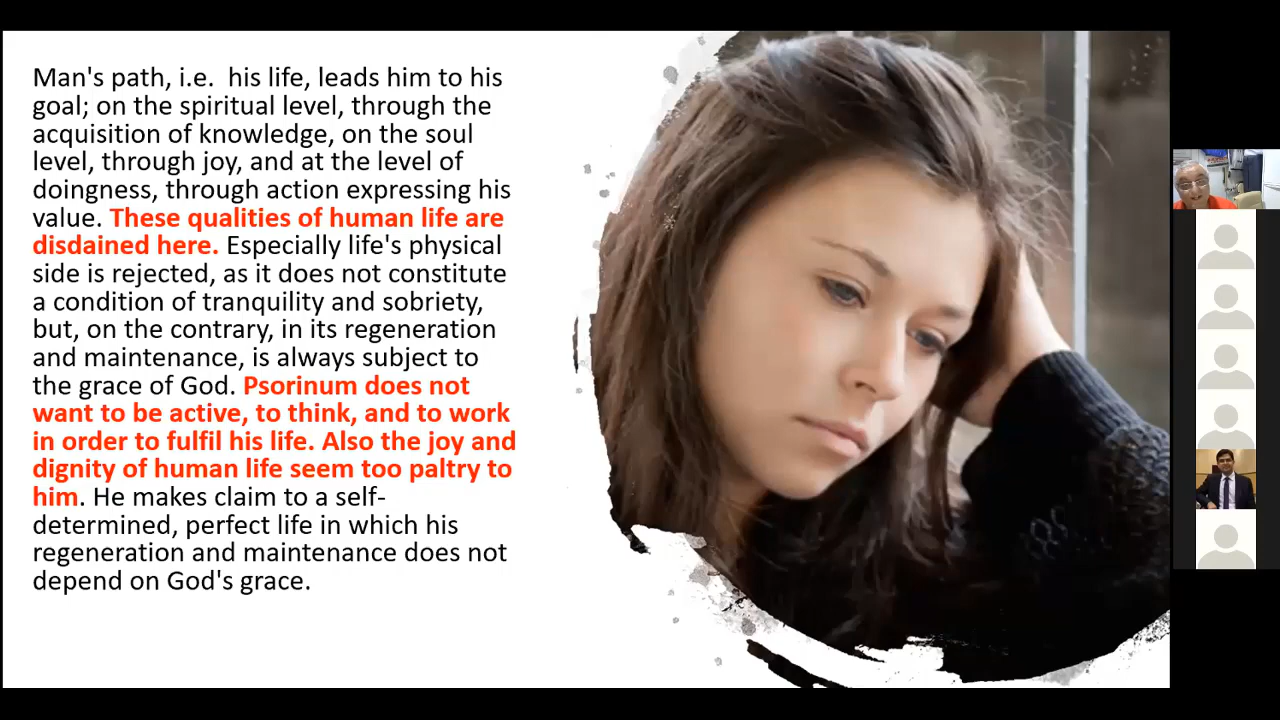 Man's path, i.e.  his life, leads him to his
goal; on the spiritual level, through the
acquisition of knowledge, on the soul
level, through joy, and at the level of
doingness, through action expressing his
value. These qualities of human life are
disdained here. Especially life's physical
side is rejected, as it does not constitute
a condition of tranquility and sobriety,
but, on the contrary, in its regeneration
and maintenance, is always subject to
the grace of God. Psorinum does not
want to be active, to think, and to work
in order to fulfil his life. Also the joy and
dignity of human life seem too paltry to
him. He makes claim to a self-
determined, perfect life in which his
regeneration and maintenance does not
depend on God's grace.